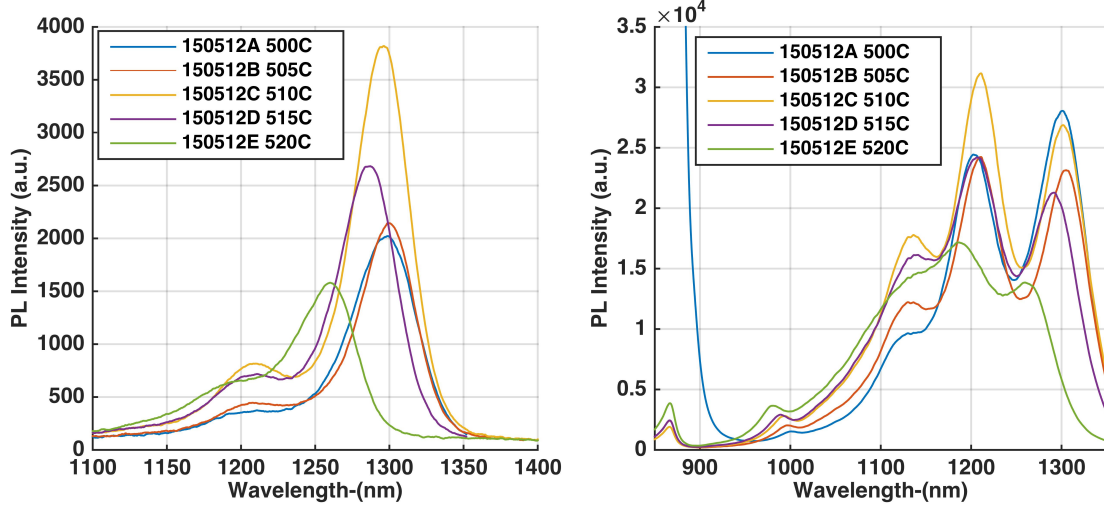 4000
3500
3000
2500
2000
1500
1000
500
0
PL Intensity (a.u.)
150512A 500C
150512B 505C
150512C 510C
150512D 515C
150512E 520C
1100 1150 1200 1250 1300 1350 1400
Wavelength-(nm)
×10⁴
3.5
3
2.5
2
1.5
1
0.5
0
PL Intensity (a.u.)
150512A 500C
150512B 505C
150512C 510C
150512D 515C
150512E 520C
900 1000 1100 1200 1300
Wavelength-(nm)